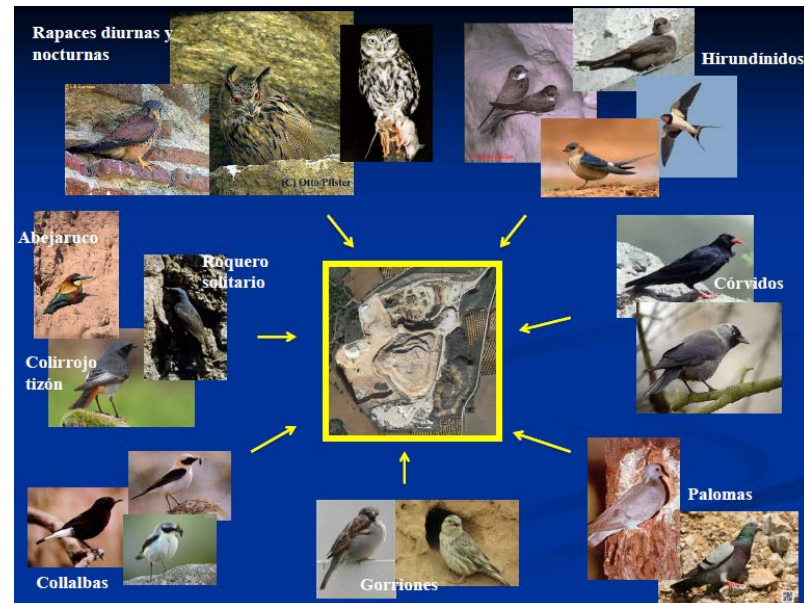 Rapaces diurnas y
nocturnas
Hirundínidos
(C) Otto Pfister
Abejaruco
Roquero
solitario
Córvidos
Colirrojo
tizón
Palomas
Collalbas
Gorriones